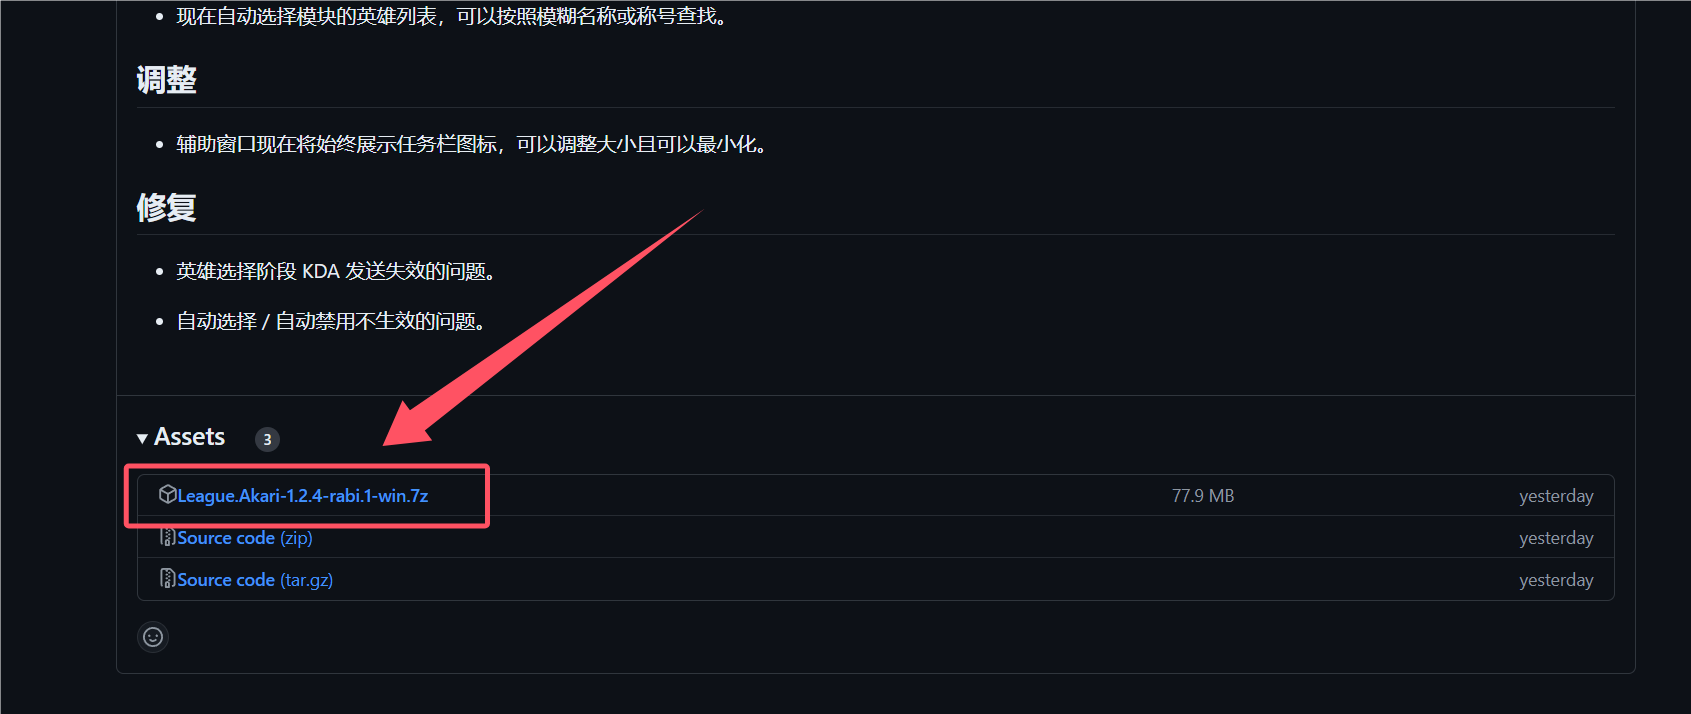 现在自动选择模块的英雄列表，可以按照模糊名称或称号查找。
调整
辅助窗口现在将始终展示任务栏图标，可以调整大小且可以最小化。
修复
英雄选择阶段 KDA 发送失效的问题。
自动选择 / 自动禁用不生效的问题。
Assets 3
League.Akari-1.2.4-rabi.1-win.7z 77.9 MB yesterday
Source code (zip) yesterday
Source code (tar.gz) yesterday